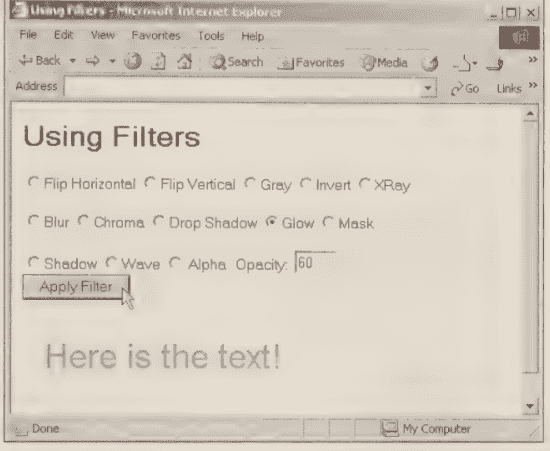 Using Filters - Microsoft Internet Explorer
File Edit View Favorites Tools Help
Back Search Favorites Media »
Address Go Links »
Using Filters
Flip Horizontal Flip Vertical Gray Invert XRay
Blur Chroma Drop Shadow Glow Mask
Shadow Wave Alpha Opacity: 60
Apply Filter
Here is the text!
Done My Computer